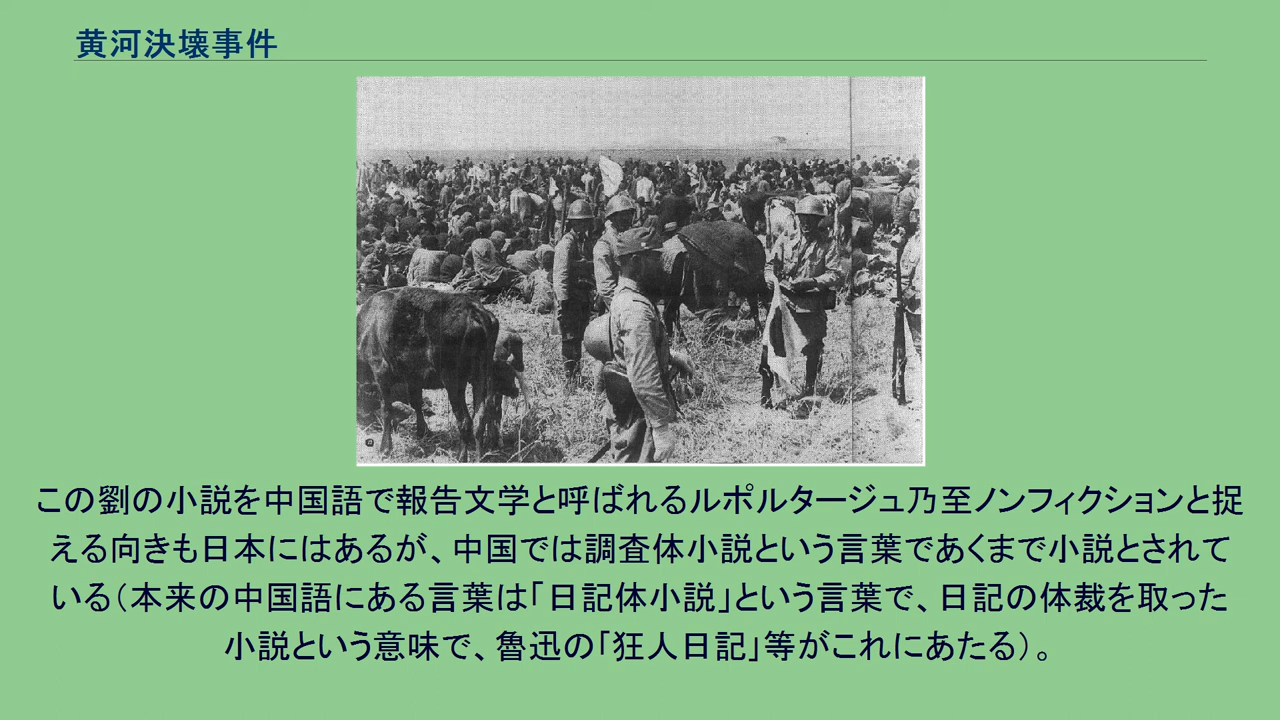 黄河決壊事件
この劉の小説を中国語で報告文学と呼ばれるルポルタージュ乃至ノンフィクションと捉
える向きも日本にはあるが、中国では調査体小説という言葉であくまで小説とされて
いる（本来の中国語にある言葉は「日記体小説」という言葉で、日記の体裁を取った
小説という意味で、魯迅の「狂人日記」等がこれにあたる）。